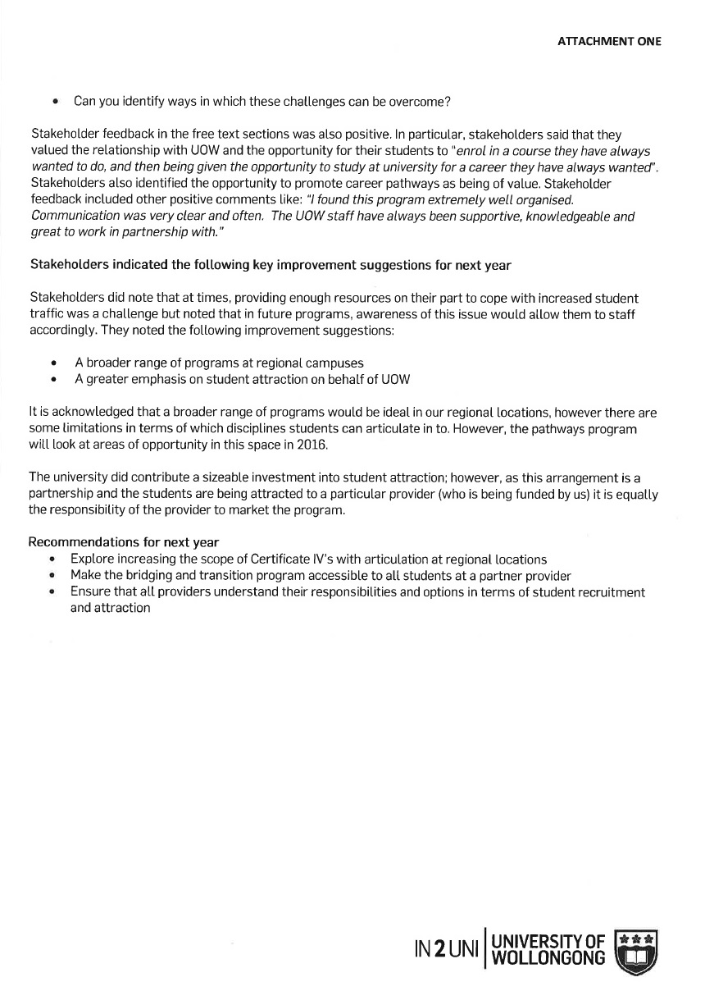 ATTACHMENT ONE
• Can you identify ways in which these challenges can be overcome?
Stakeholder feedback in the free text sections was also positive. In particular, stakeholders said that they
valued the relationship with UOW and the opportunity for their students to "enrol in a course they have always
wanted to do, and then being given the opportunity to study at university for a career they have always wanted".
Stakeholders also identified the opportunity to promote career pathways as being of value. Stakeholder
feedback included other positive comments like: "I found this program extremely well organised.
Communication was very clear and often. The UOW staff have always been supportive, knowledgeable and
great to work in partnership with."
Stakeholders indicated the following key improvement suggestions for next year
Stakeholders did note that at times, providing enough resources on their part to cope with increased student
traffic was a challenge but noted that in future programs, awareness of this issue would allow them to staff
accordingly. They noted the following improvement suggestions:
• A broader range of programs at regional campuses
• A greater emphasis on student attraction on behalf of UOW
It is acknowledged that a broader range of programs would be ideal in our regional locations, however there are
some limitations in terms of which disciplines students can articulate in to. However, the pathways program
will look at areas of opportunity in this space in 2016.
The university did contribute a sizeable investment into student attraction; however, as this arrangement is a
partnership and the students are being attracted to a particular provider (who is being funded by us) it is equally
the responsibility of the provider to market the program.
Recommendations for next year
• Explore increasing the scope of Certificate IV's with articulation at regional locations
• Make the bridging and transition program accessible to all students at a partner provider
• Ensure that all providers understand their responsibilities and options in terms of student recruitment
and attraction
IN2UNI
UNIVERSITY OF
WOLLONGONG